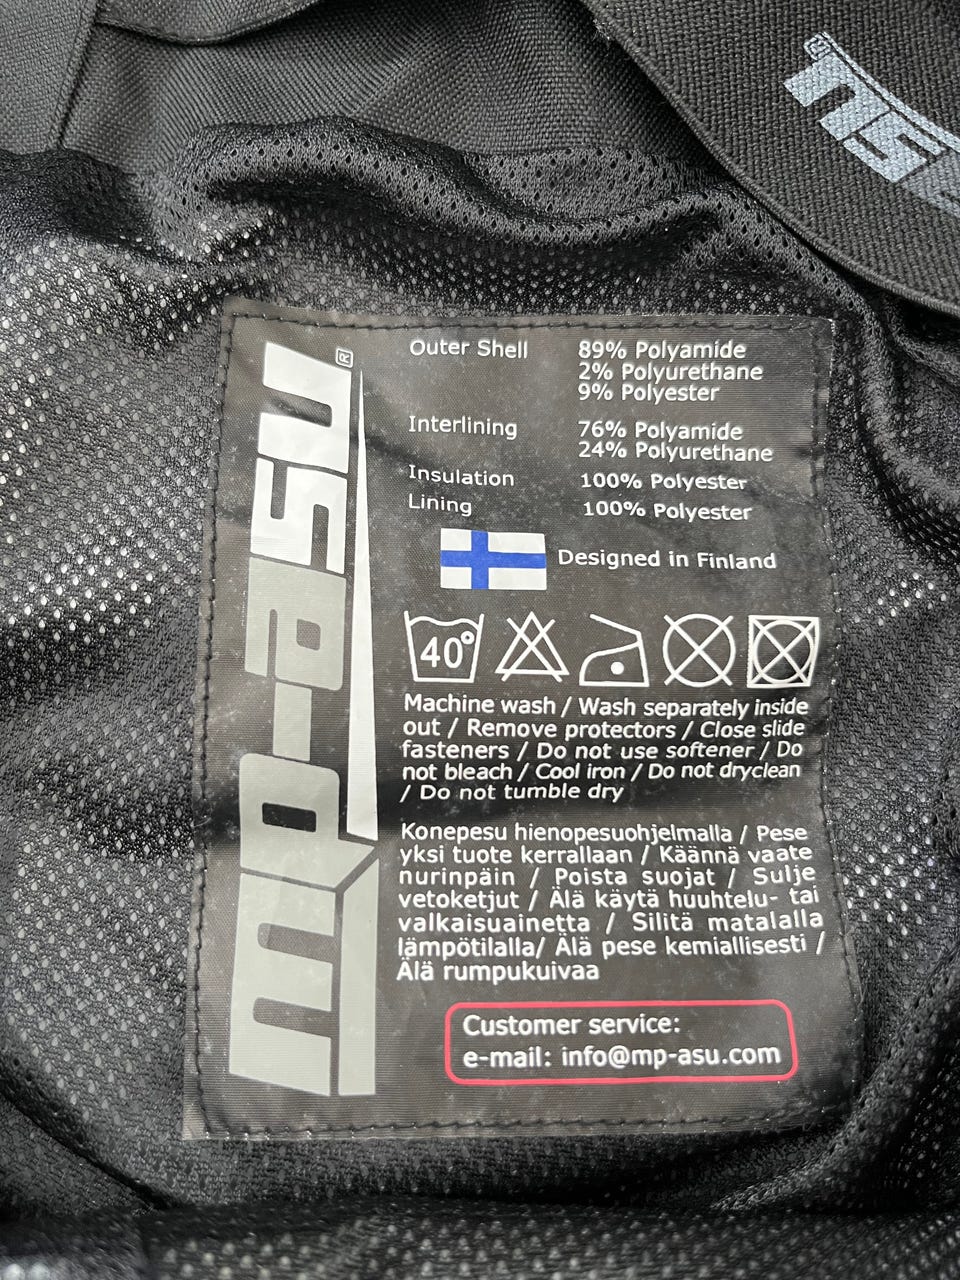 nsa
mp-asu®
Outer Shell 89% Polyamide
2% Polyurethane
9% Polyester
Interlining 76% Polyamide
24% Polyurethane
Insulation 100% Polyester
Lining 100% Polyester
Designed in Finland
40°
Machine wash / Wash separately inside
out / Remove protectors / Close slide
fasteners / Do not use softener / Do
not bleach / Cool iron / Do not dryclean
/ Do not tumble dry
Konepesu hienopesuohjelmalla / Pese
yksi tuote kerrallaan / Käännä vaate
nurinpäin / Poista suojat / Sulje
vetoketjut / Älä käytä huuhtelu- tai
valkaisuainetta / Silitä matalalla
lämpötilalla/ Älä pese kemiallisesti /
Älä rumpukuivaa
Customer service:
e-mail: info@mp-asu.com